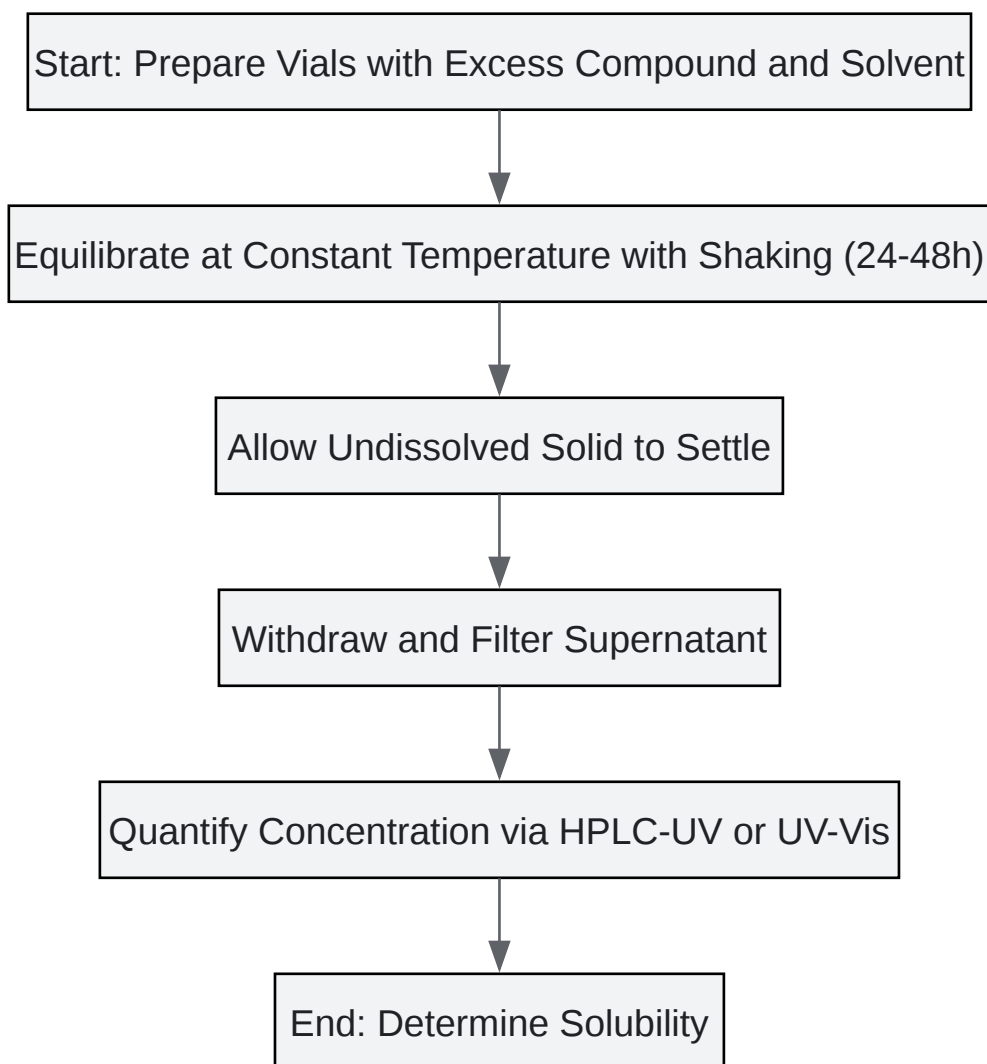 Start: Prepare Vials with Excess Compound and Solvent
Equilibrate at Constant Temperature with Shaking (24-48h)
Allow Undissolved Solid to Settle
Withdraw and Filter Supernatant
Quantify Concentration via HPLC-UV or UV-Vis
End: Determine Solubility